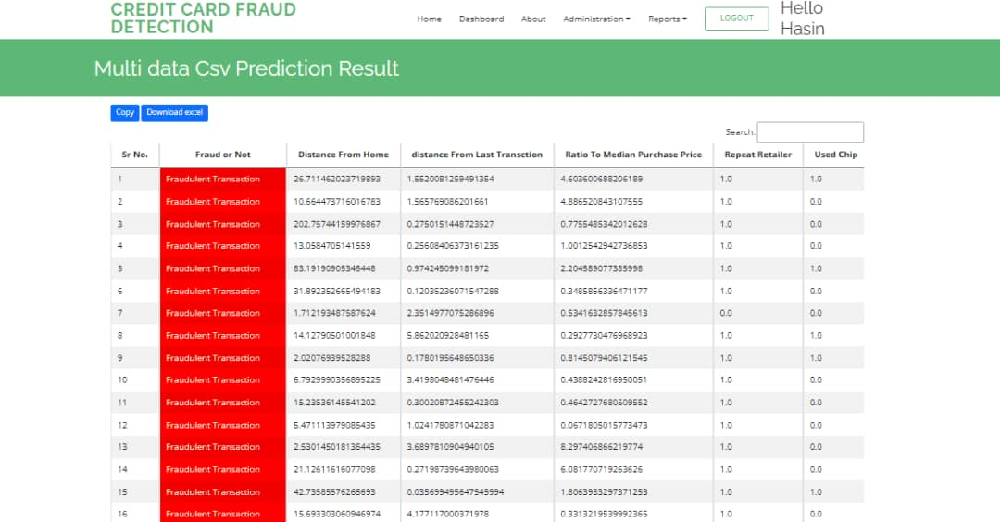 CREDIT CARD FRAUD
DETECTION
Home Dashboard About Administration Reports LOGOUT Hello
Hasin
Multi data Csv Prediction Result
Copy Download excel
Search:
Sr No. Fraud or Not Distance From Home distance From Last Transction Ratio To Median Purchase Price Repeat Retailer Used Chip
1 Fraudulent Transaction 26.711462023719893 1.5520081259491354 4.603600688206189 1.0 1.0
2 Fraudulent Transaction 10.664473716016783 1.565769086201661 4.886520843107555 1.0 0.0
3 Fraudulent Transaction 202.75744159976867 0.2750151448723527 0.7755485342012628 1.0 0.0
4 Fraudulent Transaction 13.0584705141559 0.25608406373161235 1.0012542942736853 1.0 0.0
5 Fraudulent Transaction 83.19190905345448 0.974245099181972 2.204589077385998 1.0 1.0
6 Fraudulent Transaction 31.892352665494183 0.12035236071547288 0.3485856336471177 1.0 0.0
7 Fraudulent Transaction 1.712193487587624 2.3514977075286896 0.5341632857845613 0.0 0.0
8 Fraudulent Transaction 14.12790501001848 5.862020928481165 0.2927730476968923 1.0 1.0
9 Fraudulent Transaction 2.02076939528288 0.1780195648650336 0.8145079406121545 1.0 1.0
10 Fraudulent Transaction 6.7929990356895225 3.4198048481476446 0.4388242816950051 1.0 0.0
11 Fraudulent Transaction 15.23536145541202 0.30020872455242303 0.4642727680509552 1.0 0.0
12 Fraudulent Transaction 5.471113979085435 1.0241780871042283 0.0671805015773473 1.0 0.0
13 Fraudulent Transaction 2.5301450181354435 3.6897810904940105 8.297406866219774 1.0 0.0
14 Fraudulent Transaction 21.12611616077098 0.27198739643980063 6.081770719263626 1.0 0.0
15 Fraudulent Transaction 42.73585576265693 0.035699495647545994 1.8063933297371253 1.0 1.0
16 Fraudulent Transaction 15.693303060946974 4.177117000371978 0.3313219539992365 1.0 0.0